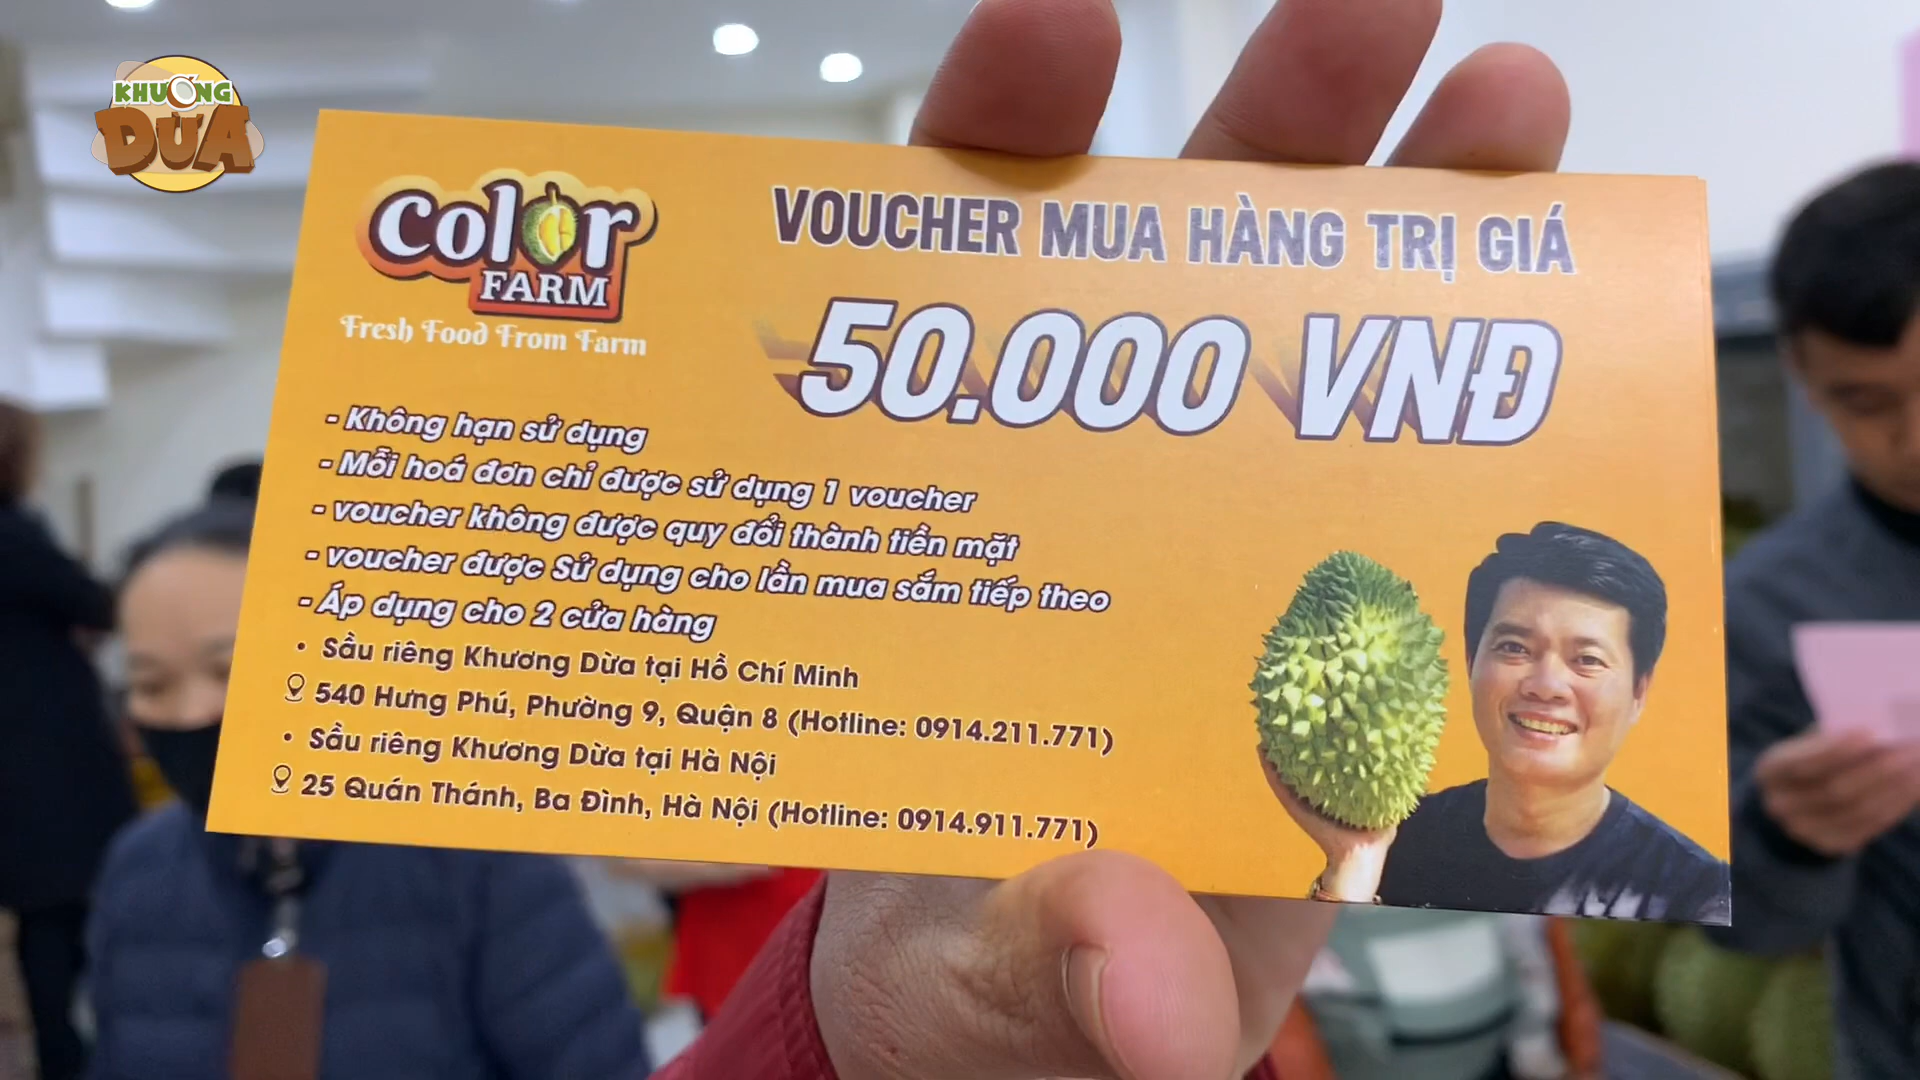 KHƯƠNG
DỪA
Color
FARM
Fresh Food From Farm
VOUCHER MUA HÀNG TRỊ GIÁ
50.000 VNĐ
- Không hạn sử dụng
- Mỗi hoá đơn chỉ được sử dụng 1 voucher
- voucher không được quy đổi thành tiền mặt
- voucher được Sử dụng cho lần mua sắm tiếp theo
- Áp dụng cho 2 cửa hàng
• Sầu riêng Khương Dừa tại Hồ Chí Minh
540 Hưng Phú, Phường 9, Quận 8 (Hotline: 0914.211.771)
• Sầu riêng Khương Dừa tại Hà Nội
25 Quán Thánh, Ba Đình, Hà Nội (Hotline: 0914.911.771)